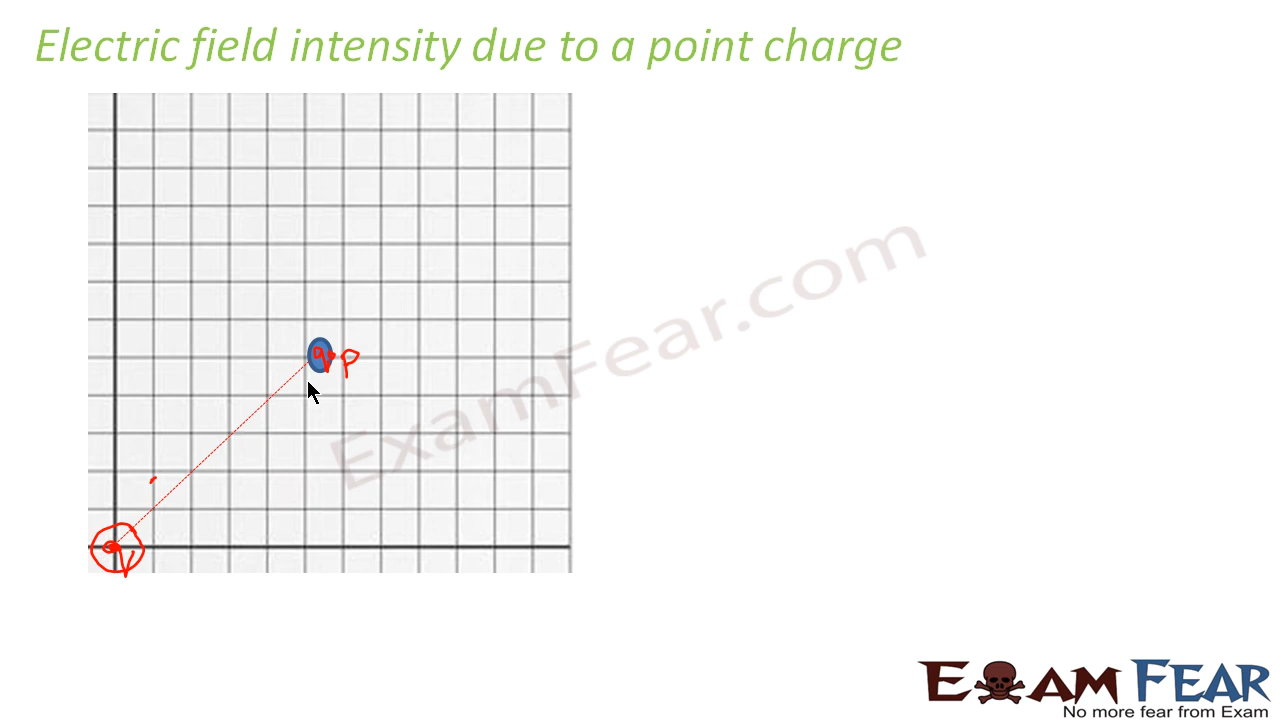 Electric field intensity due to a point charge
ExamFear.com
P
EXAM FEAR
No more fear from Exam